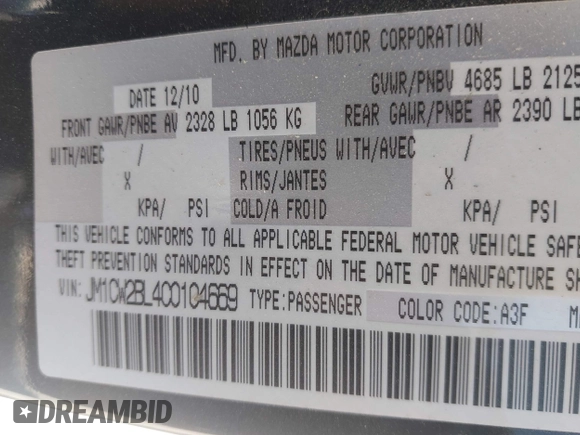 MFD. BY MAZDA MOTOR CORPORATION
DATE 12/10 GVWR/PNBV 4685 LB 2125
FRONT GAWR/PNBE AV 2328 LB 1056 KG REAR GAWR/PNBE AR 2390 LB
WITH/AVEC / TIRES/PNEUS WITH/AVEC /
X RIMS/JANTES X
KPA/ PSI COLD/A FROID KPA/ PSI
THIS VEHICLE CONFORMS TO ALL APPLICABLE FEDERAL MOTOR VEHICLE SAFE
THEFT PREVENTION STANDARDS IN EFFECT ON THE DATE OF MANUFACTURE SHOWN
VIN: JM1CW2BL4C0104669 TYPE:PASSENGER COLOR CODE:A3F M
DREAMBID